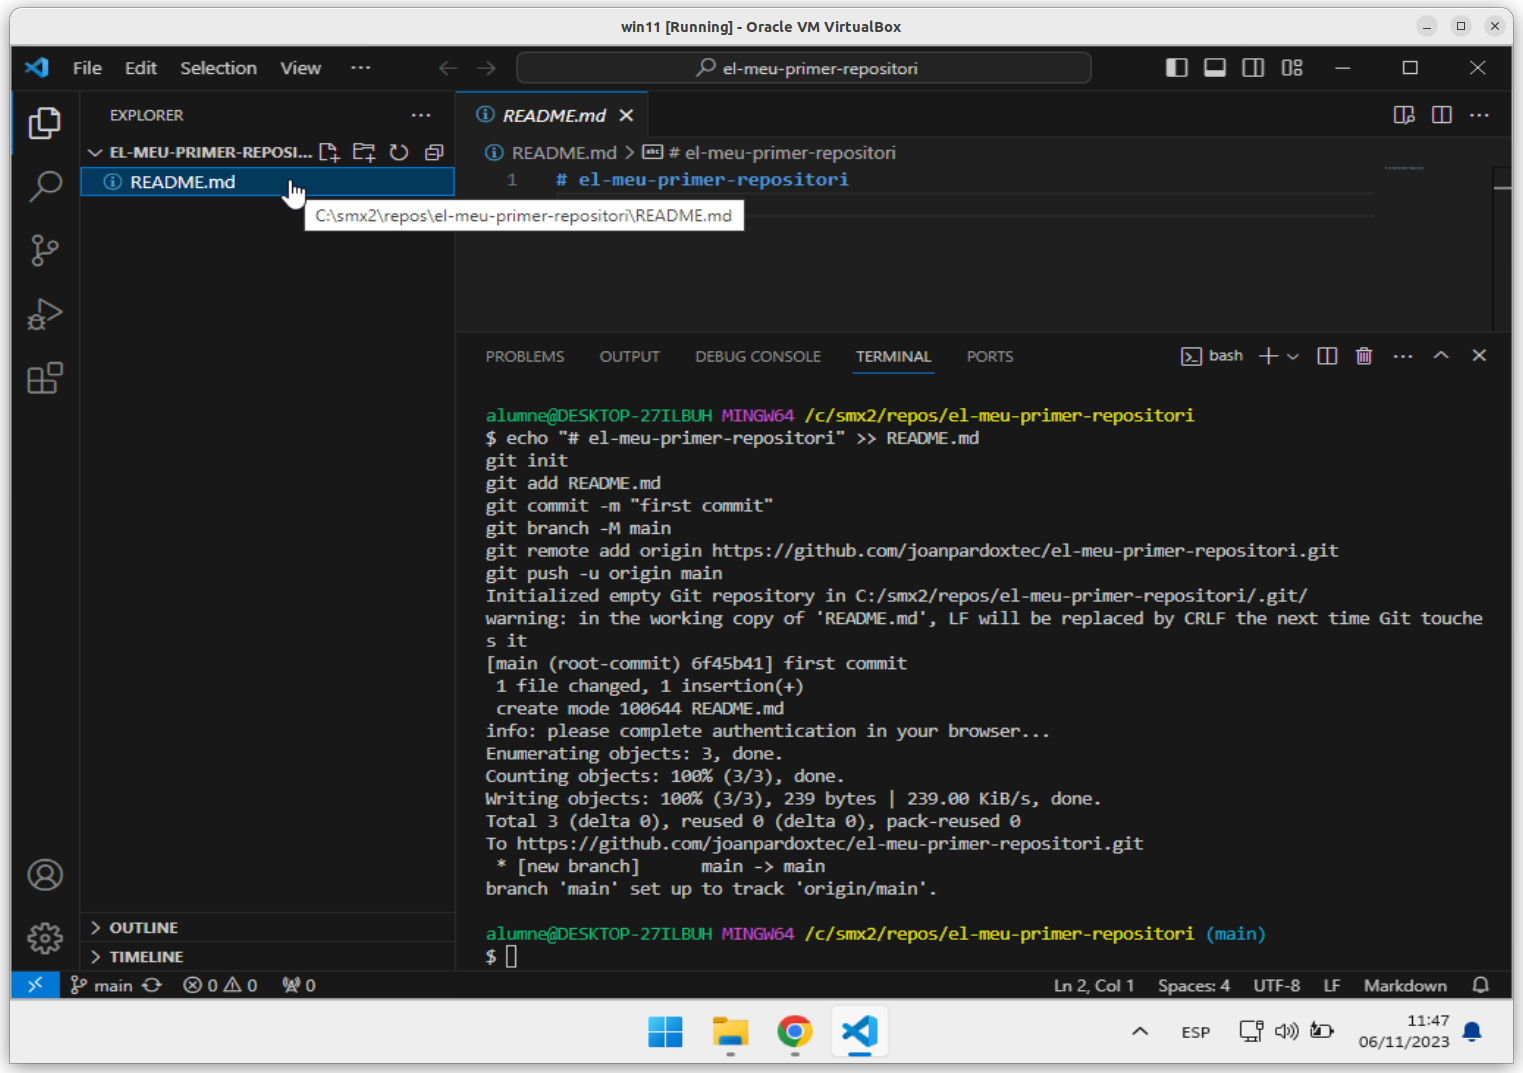 win11 [Running] - Oracle VM VirtualBox
File Edit Selection View ··· el-meu-primer-repositori
EXPLORER ···
README.md
EL-MEU-PRIMER-REPOSI...
README.md > # el-meu-primer-repositori
README.md
1 # el-meu-primer-repositori
C:\smx2\repos\el-meu-primer-repositori\README.md
PROBLEMS OUTPUT DEBUG CONSOLE TERMINAL PORTS bash
alumne@DESKTOP-27ILBUH MINGW64 /c/smx2/repos/el-meu-primer-repositori
$ echo "# el-meu-primer-repositori" >> README.md
git init
git add README.md
git commit -m "first commit"
git branch -M main
git remote add origin https://github.com/joanpardoxtec/el-meu-primer-repositori.git
git push -u origin main
Initialized empty Git repository in C:/smx2/repos/el-meu-primer-repositori/.git/
warning: in the working copy of 'README.md', LF will be replaced by CRLF the next time Git touche
s it
[main (root-commit) 6f45b41] first commit
1 file changed, 1 insertion(+)
create mode 100644 README.md
info: please complete authentication in your browser...
Enumerating objects: 3, done.
Counting objects: 100% (3/3), done.
Writing objects: 100% (3/3), 239 bytes | 239.00 KiB/s, done.
Total 3 (delta 0), reused 0 (delta 0), pack-reused 0
To https://github.com/joanpardoxtec/el-meu-primer-repositori.git
* [new branch]      main -> main
branch 'main' set up to track 'origin/main'.
alumne@DESKTOP-27ILBUH MINGW64 /c/smx2/repos/el-meu-primer-repositori (main)
$
OUTLINE
TIMELINE
main 0 0 0 Ln 2, Col 1 Spaces: 4 UTF-8 LF Markdown
ESP
11:47
06/11/2023